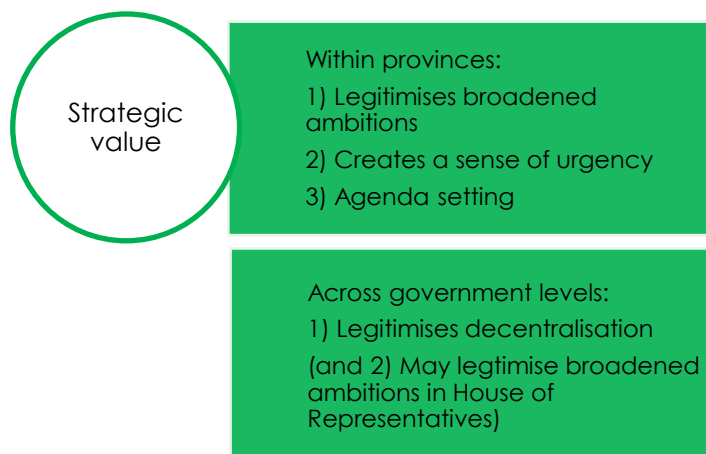 Strategic
value
Within provinces:
1) Legitimises broadened
ambitions
2) Creates a sense of urgency
3) Agenda setting
Across government levels:
1) Legitimises decentralisation
(and 2) May legtimise broadened
ambitions in House of
Representatives)